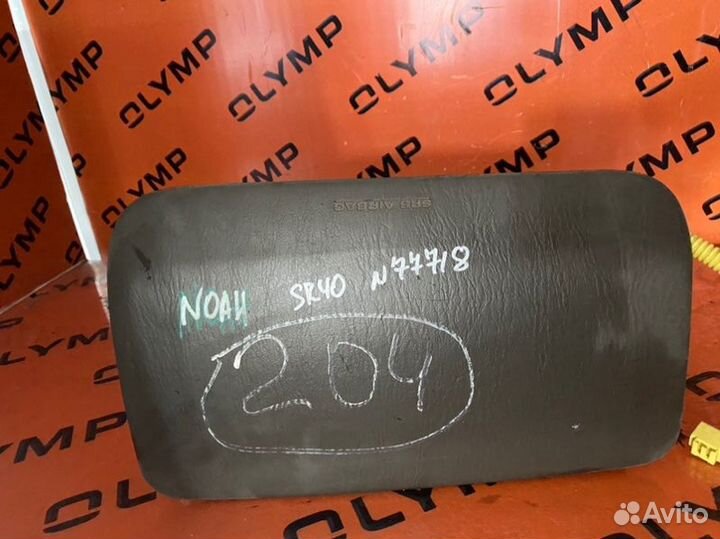 OLYMP OLYMP OLYMP OLYMP
OLYMP OLYMP OLYMP
SRS AIRBAG
NOAH SR40 N77718
204
OLYMP
OLYMP
OLYMP
Avito